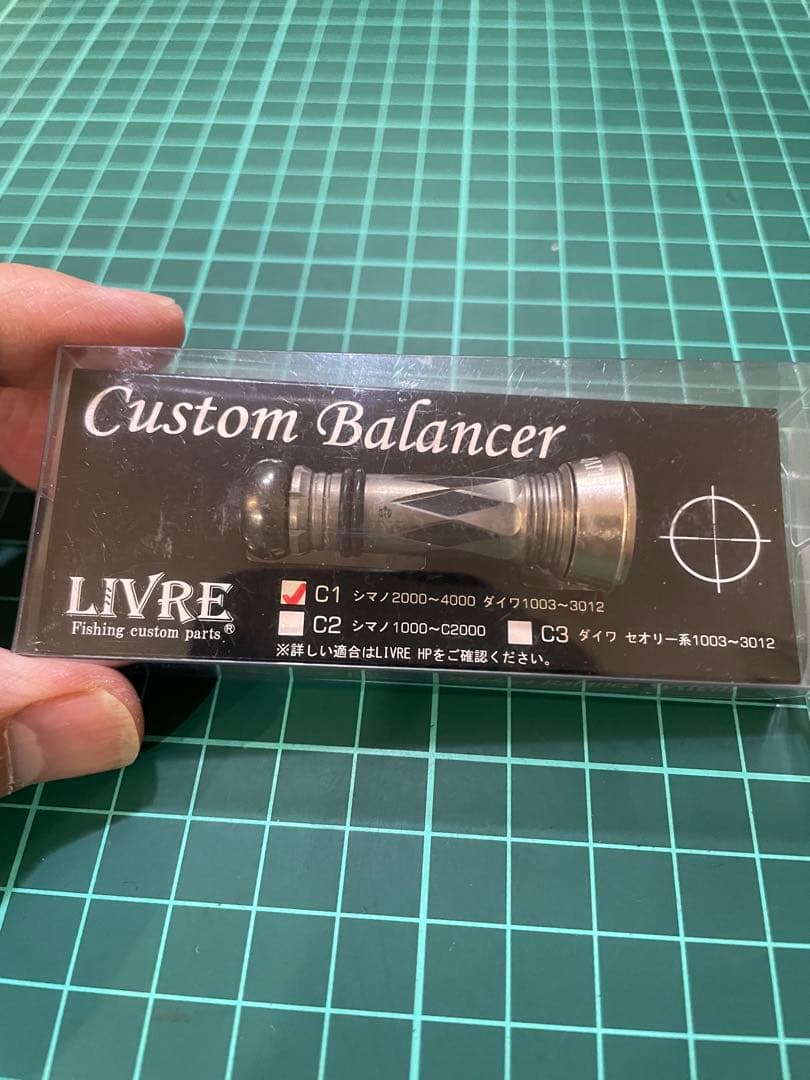 Custom Balancer
LIVRE
Fishing custom parts®
C1 シマノ2000～4000 ダイワ1003～3012
C2 シマノ1000～C2000
C3 ダイワ セオリー系1003～3012
※詳しい適合はLIVRE HPをご確認ください。